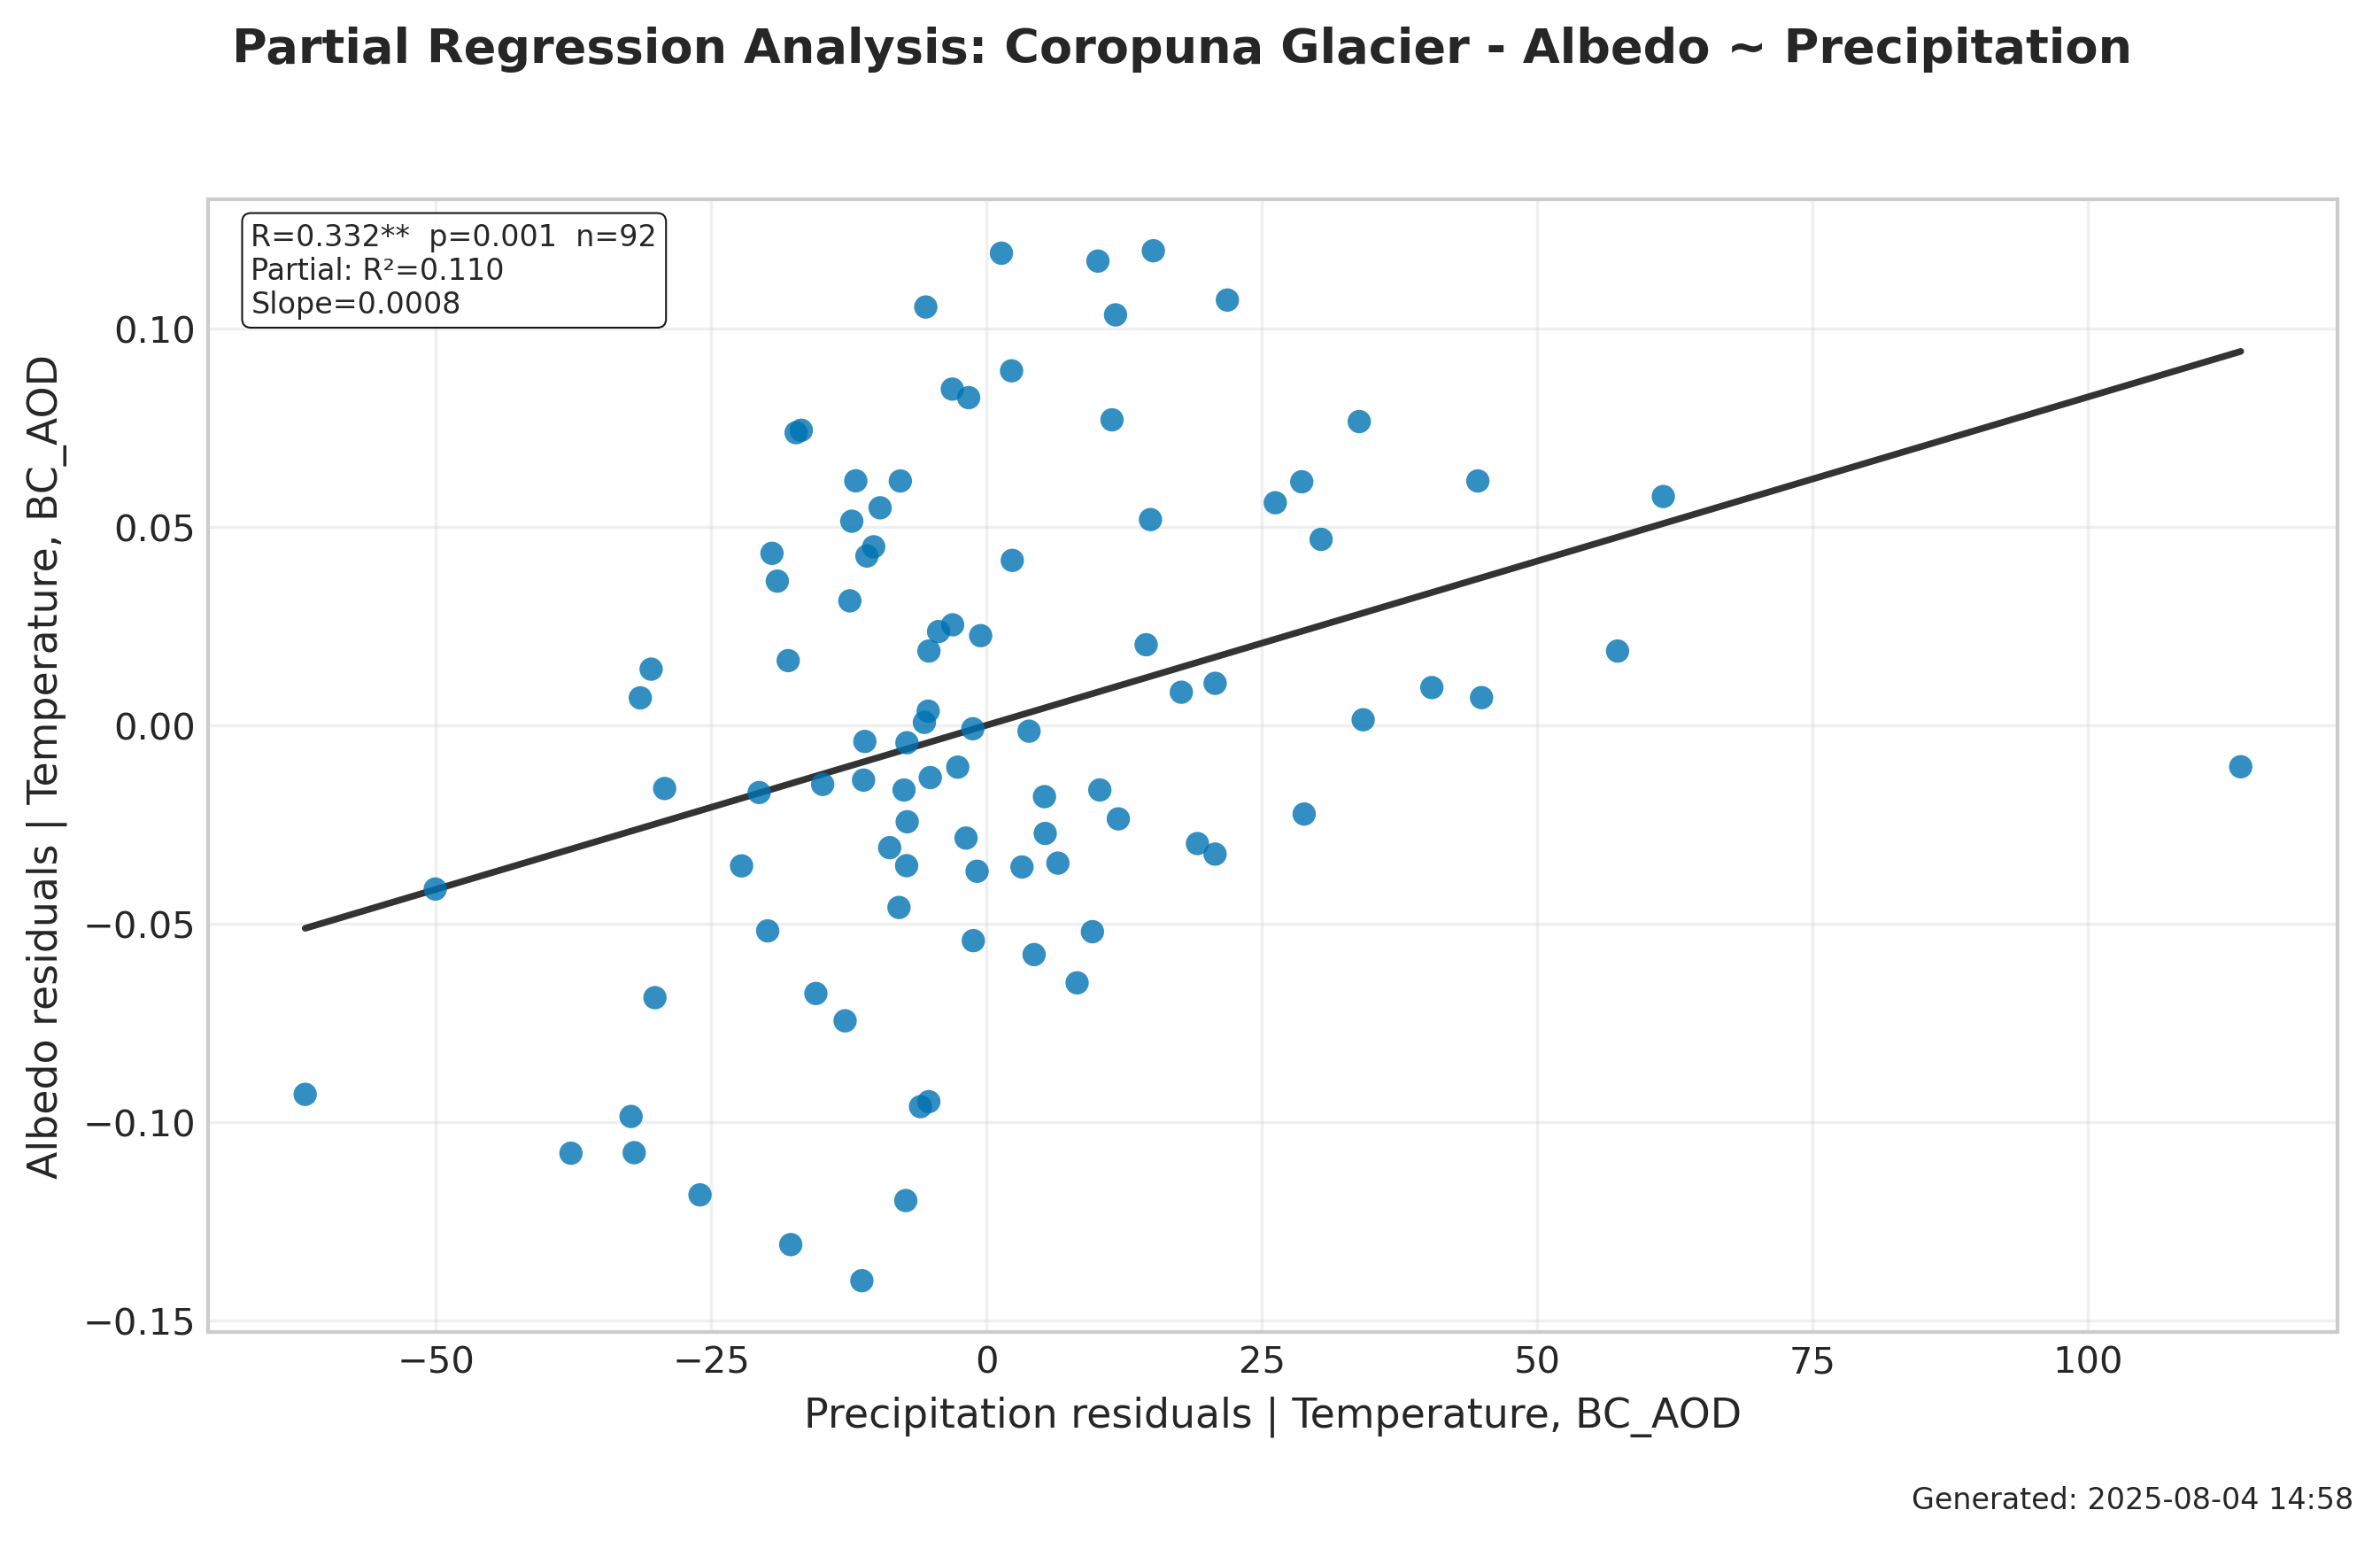 Partial Regression Analysis: Coropuna Glacier - Albedo ~ Precipitation
R=0.332**  p=0.001  n=92
Partial: R²=0.110
Slope=0.0008
Albedo residuals | Temperature, BC_AOD
0.10
0.05
0.00
−0.05
−0.10
−0.15
−50
−25
0
25
50
75
100
Precipitation residuals | Temperature, BC_AOD
Generated: 2025-08-04 14:58